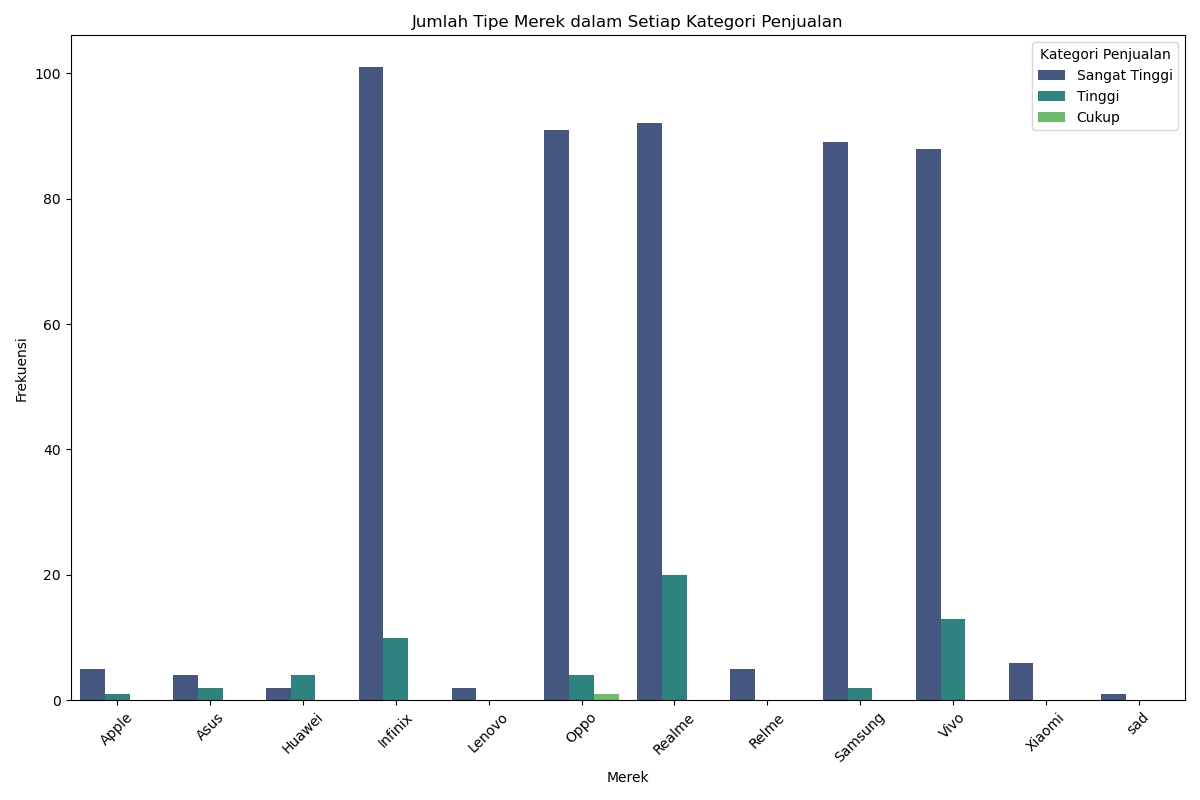 Jumlah Tipe Merek dalam Setiap Kategori Penjualan
Kategori Penjualan
Sangat Tinggi
Tinggi
Cukup
Frekuensi
100
80
60
40
20
0
Apple
Asus
Huawei
Infinix
Lenovo
Oppo
Realme
Relme
Samsung
Vivo
Xiaomi
sad
Merek